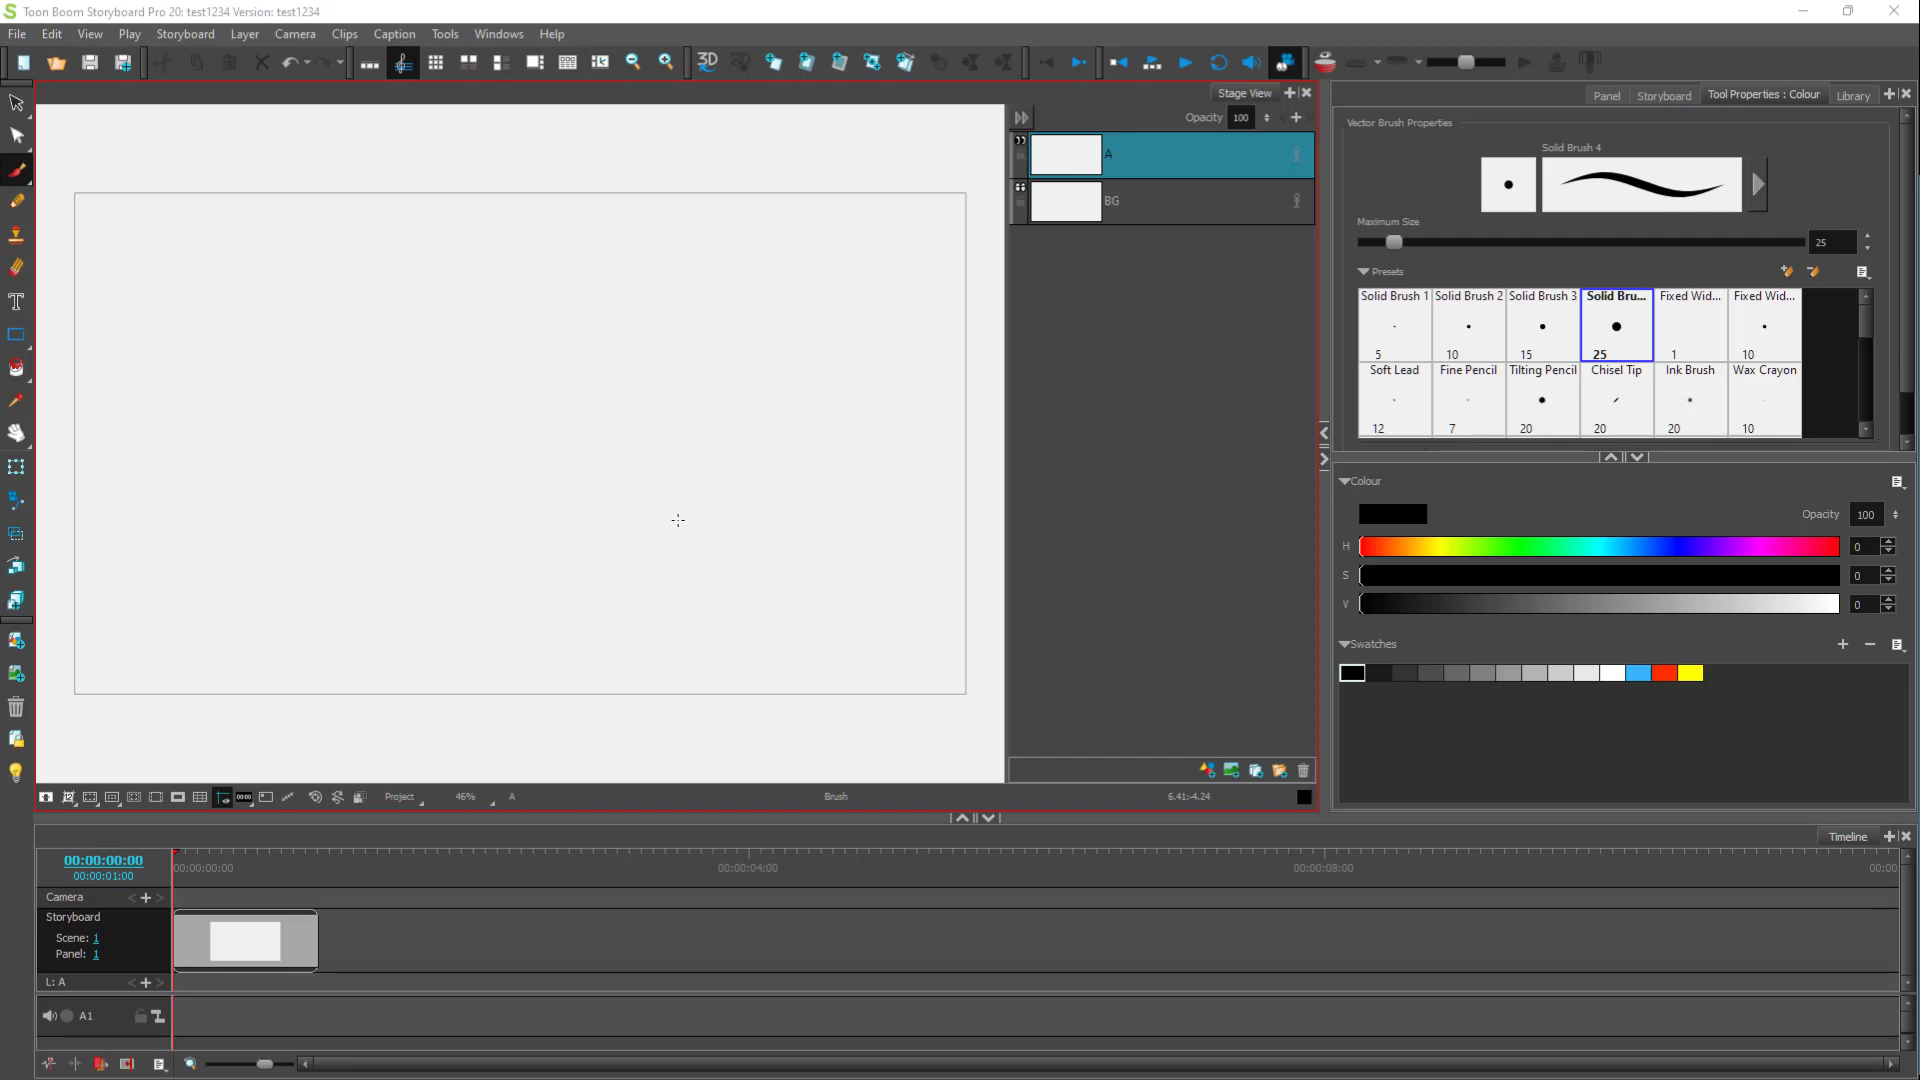 Toon Boom Storyboard Pro 20: test1234 Version: test1234
File Edit View Play Storyboard Layer Camera Clips Caption Tools Windows Help
3D
Stage View
Opacity 100
A
BG
Panel Storyboard Tool Properties : Colour Library
Vector Brush Properties
Solid Brush 4
Maximum Size
25
Presets
Solid Brush 1 Solid Brush 2 Solid Brush 3 Solid Bru... Fixed Wid... Fixed Wid...
5 10 15 25 1 10
Soft Lead Fine Pencil Tilting Pencil Chisel Tip Ink Brush Wax Crayon
12 7 20 20 20 10
Colour
Opacity 100
H 0
S 0
V 0
Swatches
00:00 Project 46% A Brush 6.41:-4.24
Timeline
00:00:00:00
00:00:01:00
00:00:00:00 00:00:04:00 00:00:08:00 00:00
Camera
Storyboard
Scene: 1
Panel: 1
L: A
A1